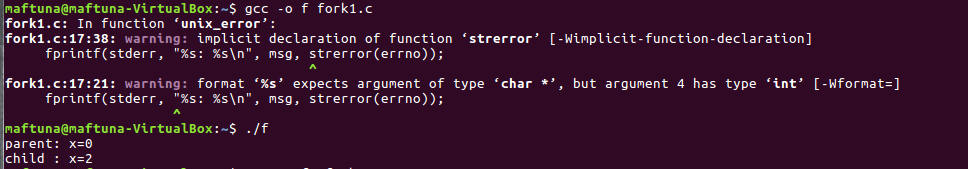 maftuna@maftuna-VirtualBox:~$ gcc -o f fork1.c
fork1.c: In function ‘unix_error’:
fork1.c:17:38: warning: implicit declaration of function ‘strerror’ [-Wimplicit-function-declaration]
     fprintf(stderr, "%s: %s\n", msg, strerror(errno));
                                      ^
fork1.c:17:21: warning: format ‘%s’ expects argument of type ‘char *’, but argument 4 has type ‘int’ [-Wformat=]
     fprintf(stderr, "%s: %s\n", msg, strerror(errno));
                     ^
maftuna@maftuna-VirtualBox:~$ ./f
parent: x=0
child : x=2